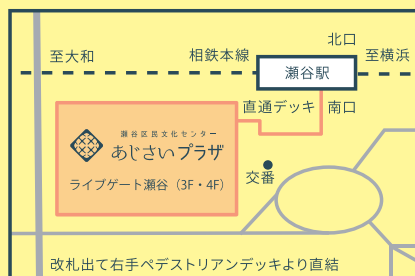 北口
至大和
相鉄本線
至横浜
瀬谷駅
直通デッキ
南口
瀬谷区民文化センター
あじさいプラザ
ライブゲート瀬谷（3F・4F）
交番
改札出て右手ペデストリアンデッキより直結